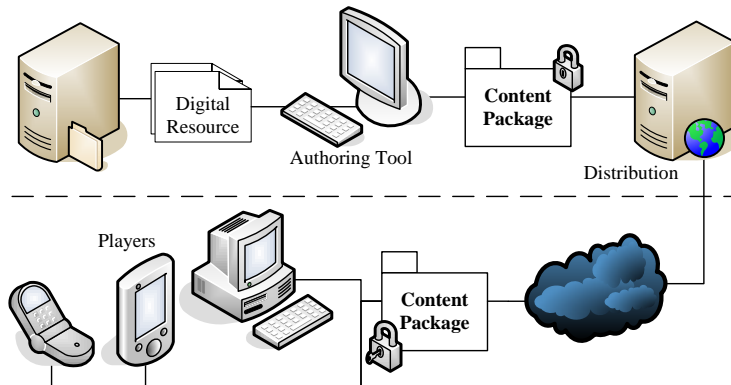 Digital
Resource
Authoring Tool
Content
Package
Distribution
Players
Content
Package